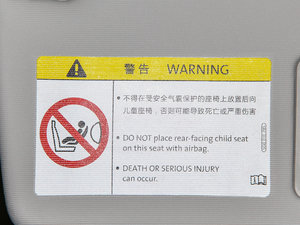 警告 WARNING
• 不得在受安全气囊保护的座椅上放置后向
儿童座椅，否则可能导致死亡或严重伤害
• DO NOT place rear-facing child seat
on this seat with airbag.
• DEATH OR SERIOUS INJURY
can occur.